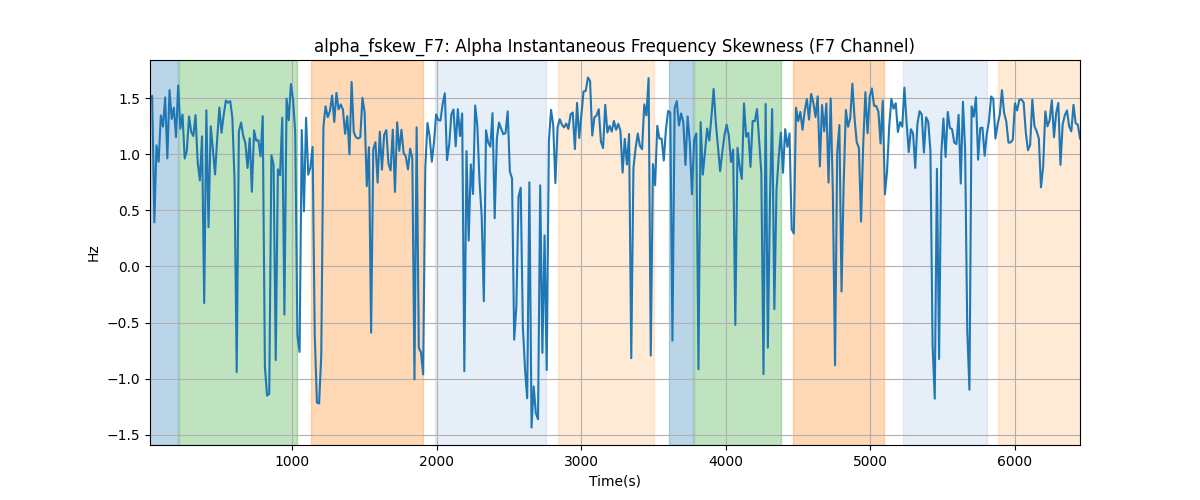 alpha_fskew_F7: Alpha Instantaneous Frequency Skewness (F7 Channel)
Hz
1.5
1.0
0.5
0.0
−0.5
−1.0
−1.5
1000 2000 3000 4000 5000 6000
Time(s)